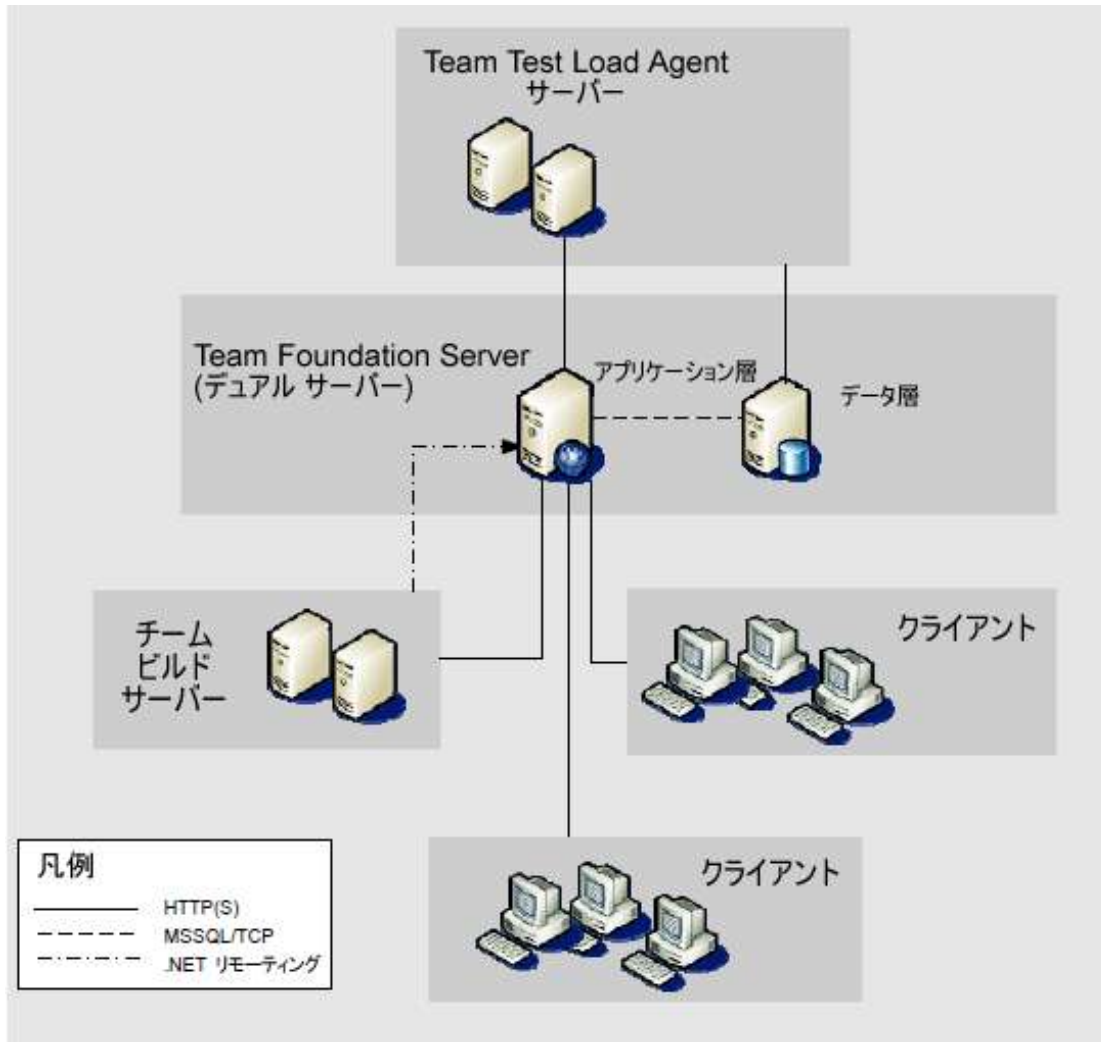 Team Test Load Agent
サーバー
Team Foundation Server
(デュアル サーバー)
アプリケーション層
データ層
チーム
ビルド
サーバー
クライアント
クライアント
凡例
HTTP(S)
MSSQL/TCP
.NET リモーティング